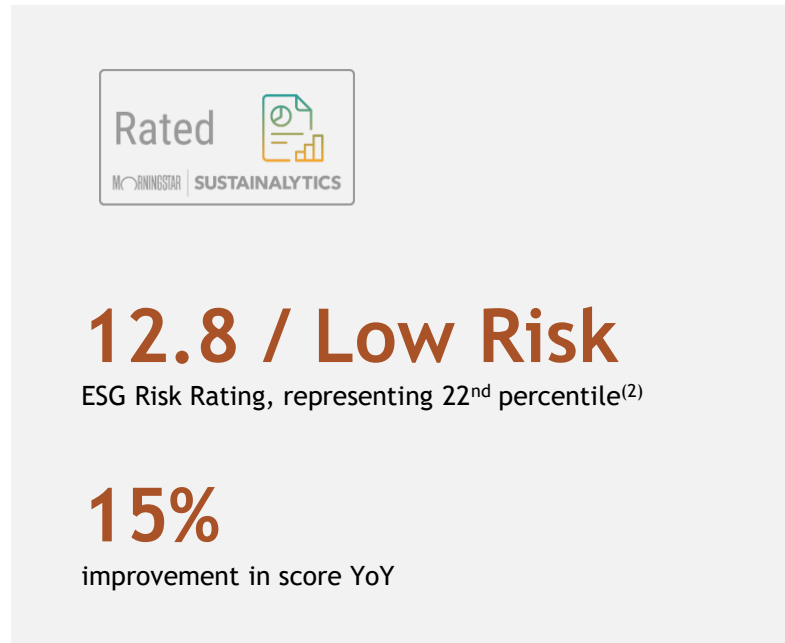 Rated
MORNINGSTAR | SUSTAINALYTICS
12.8 / Low Risk
ESG Risk Rating, representing 22nd percentile(2)
15%
improvement in score YoY